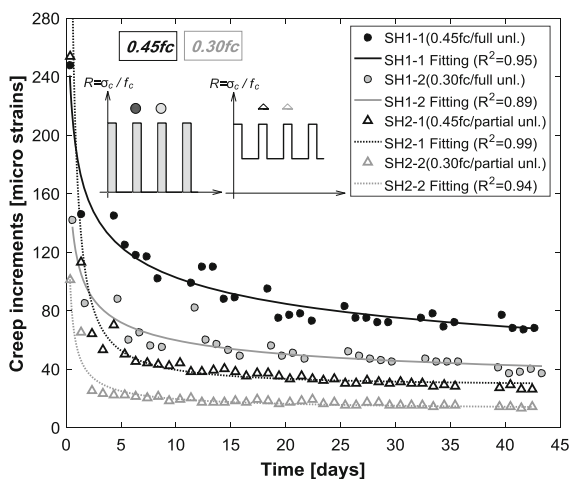 280
240
200
160
120
80
40
0
Creep increments [micro strains]
0.45fc
0.30fc
R=σc / fc
R=σc / fc
SH1-1(0.45fc/full unl.)
SH1-1 Fitting (R²=0.95)
SH1-2(0.30fc/full unl.)
SH1-2 Fitting (R²=0.89)
SH2-1(0.45fc/partial unl.)
SH2-1 Fitting (R²=0.99)
SH2-2(0.30fc/partial unl.)
SH2-2 Fitting (R²=0.94)
0 5 10 15 20 25 30 35 40 45
Time [days]